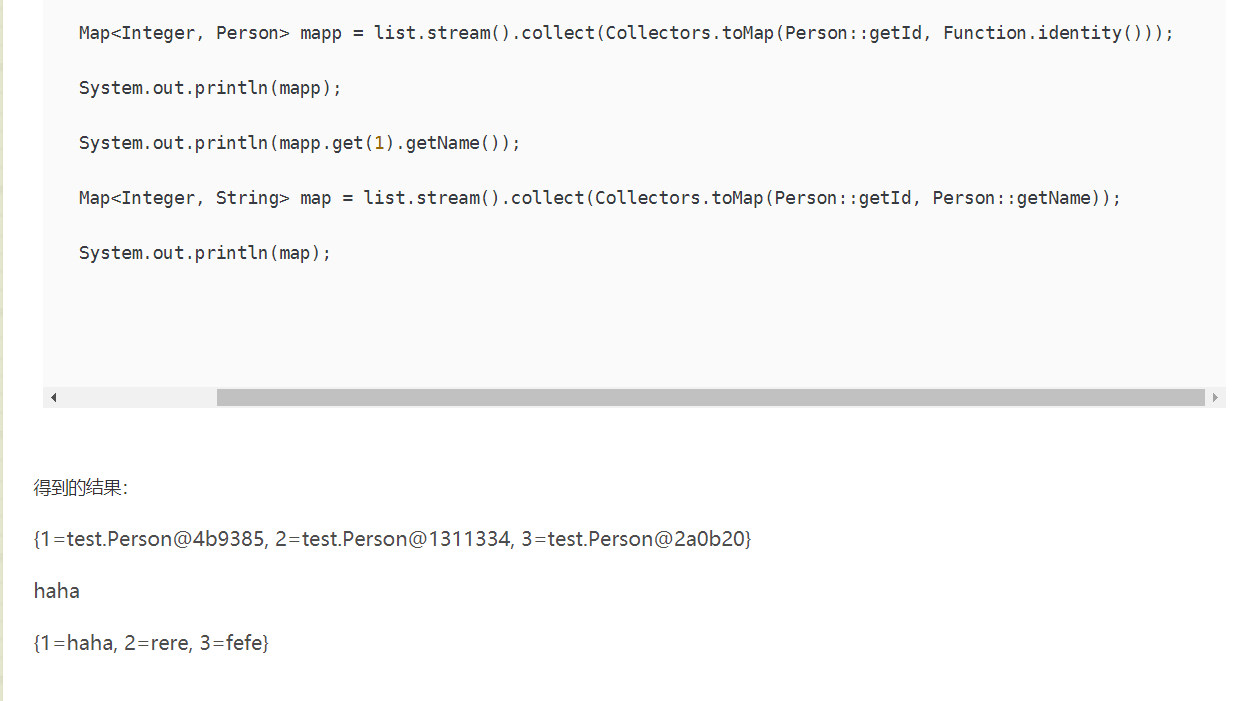 Map<Integer, Person> mapp = list.stream().collect(Collectors.toMap(Person::getId, Function.identity()));
System.out.println(mapp);
System.out.println(mapp.get(1).getName());
Map<Integer, String> map = list.stream().collect(Collectors.toMap(Person::getId, Person::getName));
System.out.println(map);
得到的结果：
{1=test.Person@4b9385, 2=test.Person@1311334, 3=test.Person@2a0b20}
haha
{1=haha, 2=rere, 3=fefe}